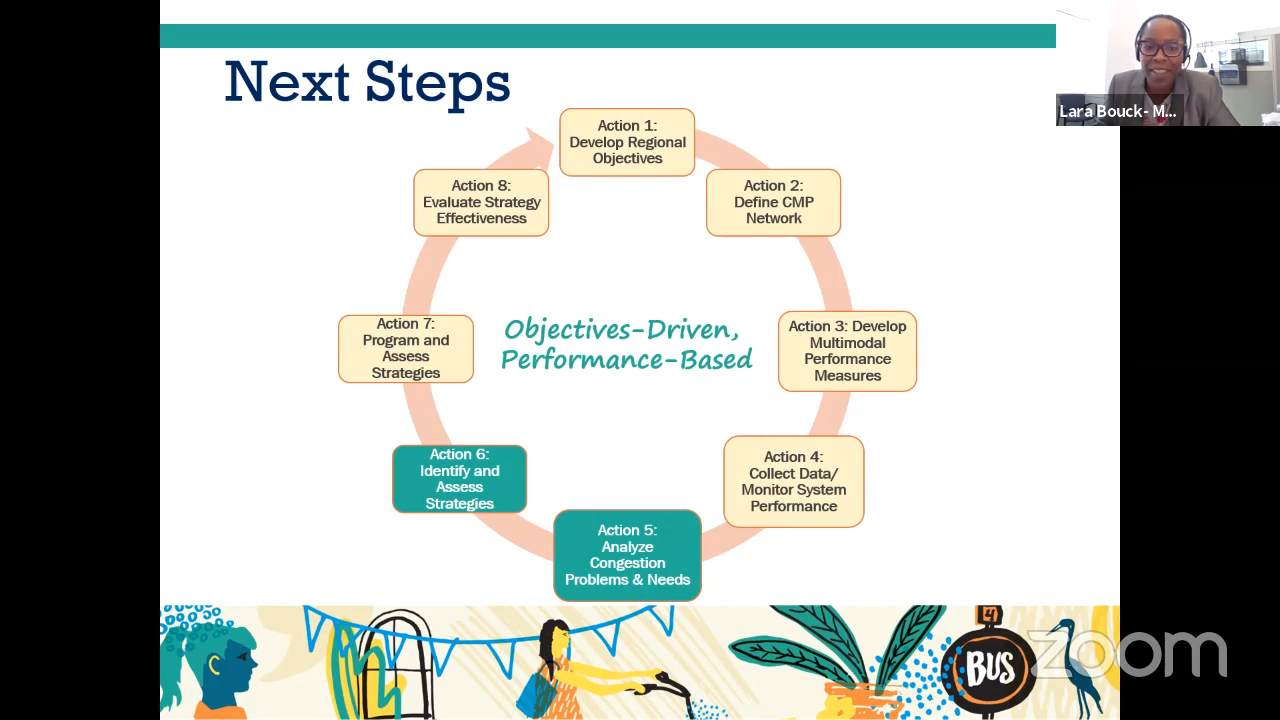 Next Steps
Lara Bouck- M...
Action 1:
Develop Regional
Objectives
Action 2:
Define CMP
Network
Action 3: Develop
Multimodal
Performance
Measures
Action 4:
Collect Data/
Monitor System
Performance
Action 5:
Analyze
Congestion
Problems & Needs
Action 6:
Identify and
Assess
Strategies
Action 7:
Program and
Assess
Strategies
Action 8:
Evaluate Strategy
Effectiveness
Objectives-Driven,
Performance-Based
4
BUS
zoom